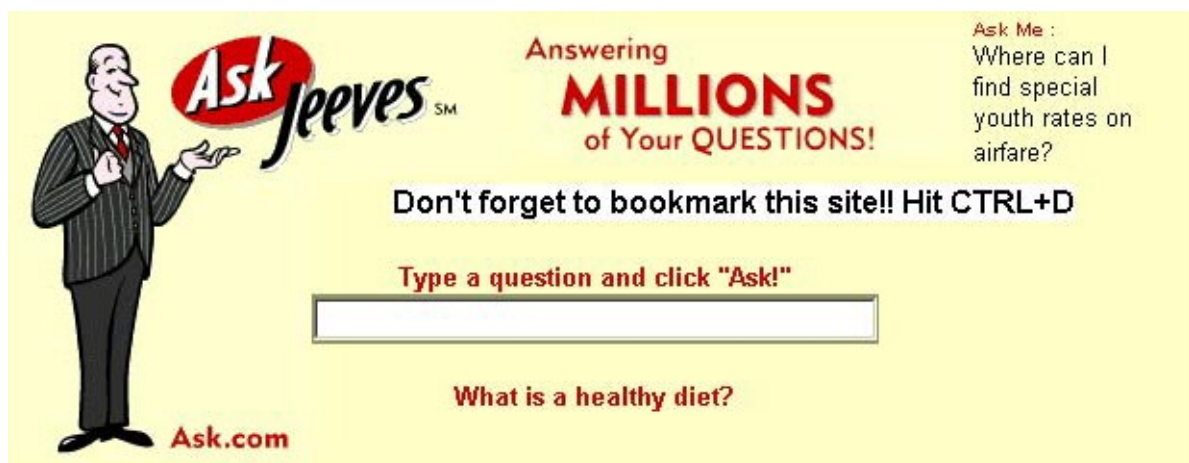 Ask
Jeeves SM
Answering
MILLIONS
of Your QUESTIONS!
Ask Me :
Where can I
find special
youth rates on
airfare?
Don't forget to bookmark this site!! Hit CTRL+D
Type a question and click "Ask!"
What is a healthy diet?
Ask.com